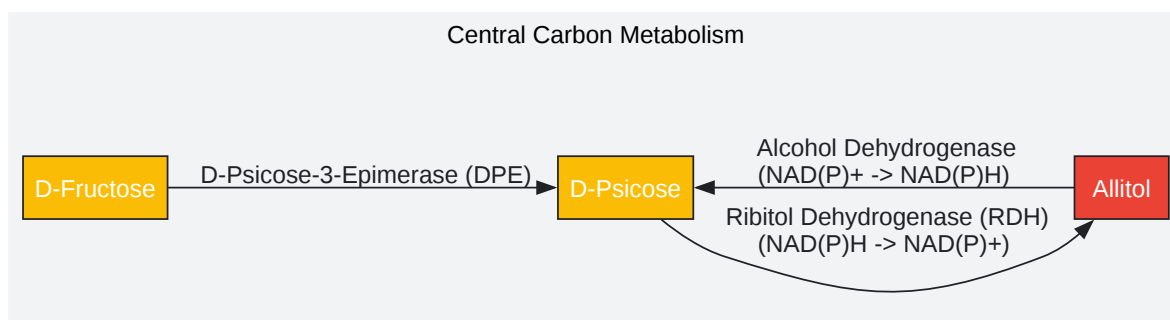 Central Carbon Metabolism
D-Fructose
D-Psicose-3-Epimerase (DPE)
D-Psicose
Alcohol Dehydrogenase
(NAD(P)+ -> NAD(P)H)
Ribitol Dehydrogenase (RDH)
(NAD(P)H -> NAD(P)+)
Allitol